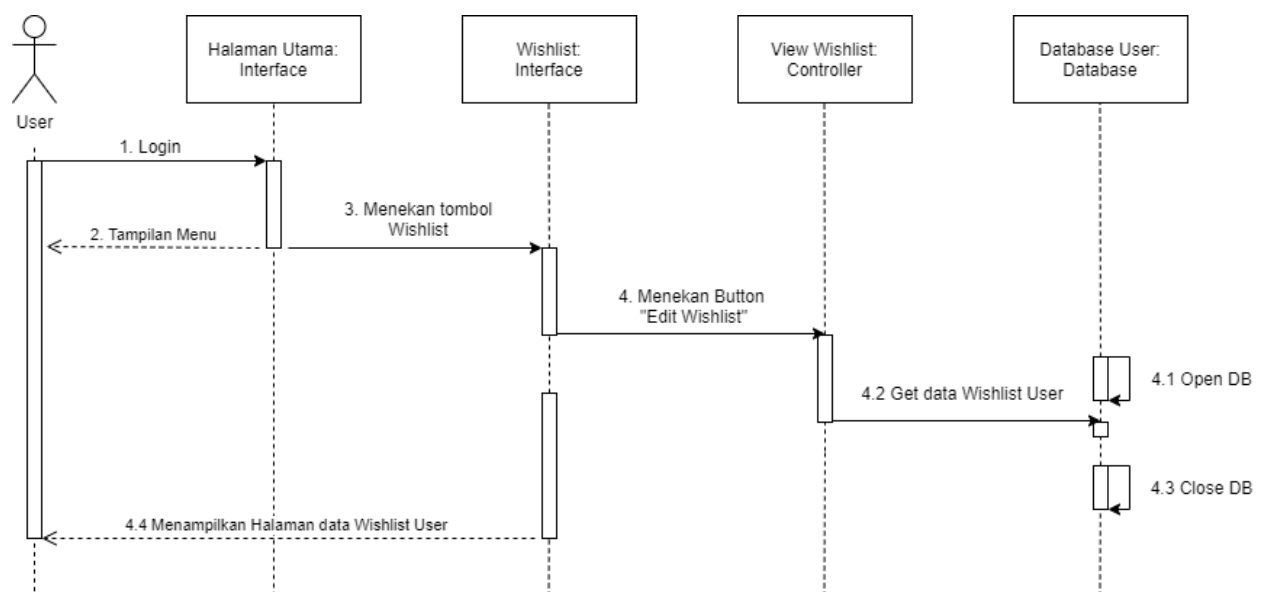 User
Halaman Utama:
Interface
Wishlist:
Interface
View Wishlist:
Controller
Database User:
Database
1. Login
2. Tampilan Menu
3. Menekan tombol
Wishlist
4. Menekan Button
"Edit Wishlist"
4.1 Open DB
4.2 Get data Wishlist User
4.3 Close DB
4.4 Menampilkan Halaman data Wishlist User